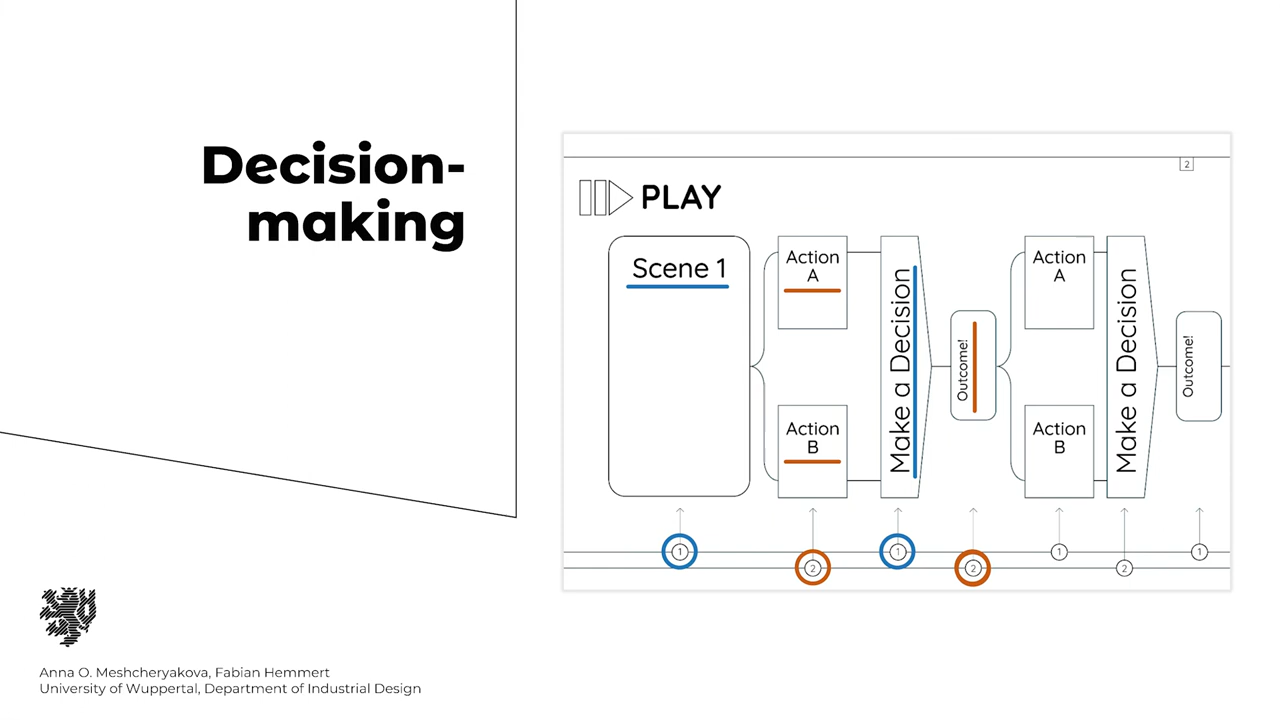 Decision-
making
2
PLAY
Scene 1
Action
A
Action
B
Make a Decision
Outcome!
Action
A
Action
B
Make a Decision
Outcome!
1
2
1
2
1
2
1
Anna O. Meshcheryakova, Fabian Hemmert
University of Wuppertal, Department of Industrial Design